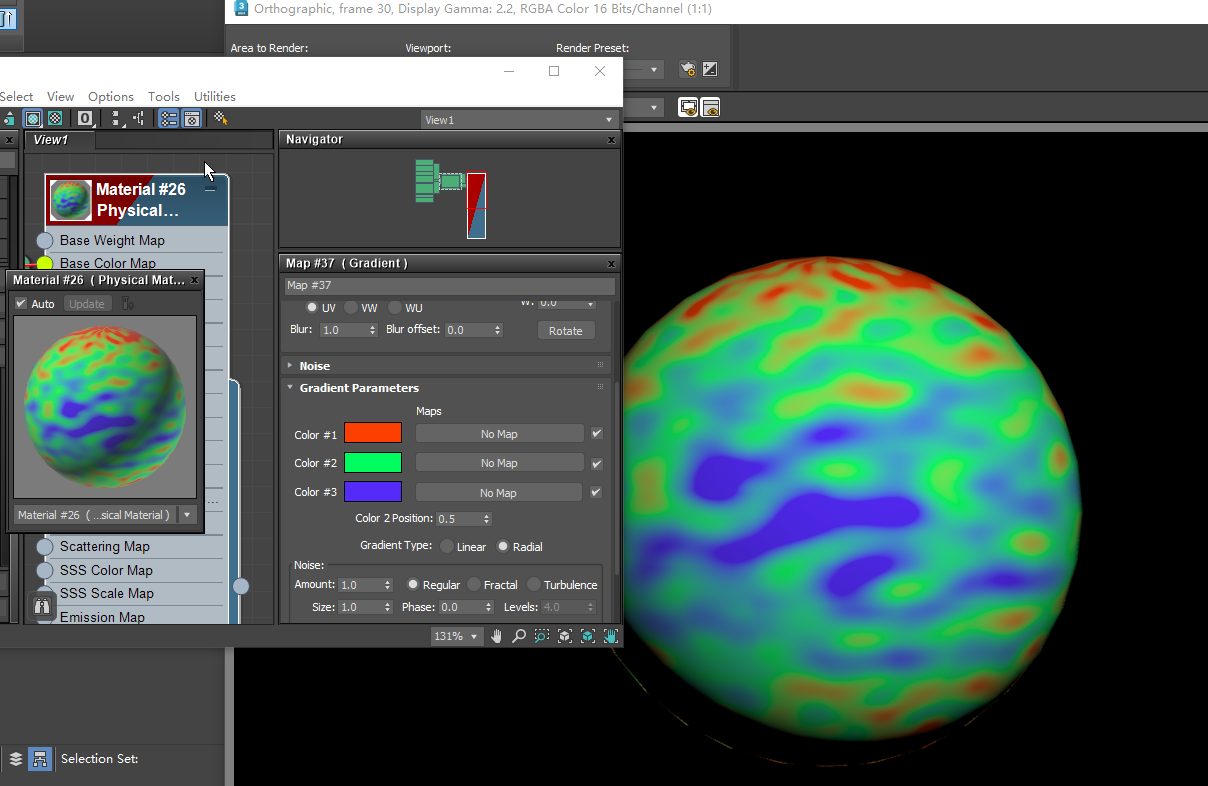 Orthographic, frame 30, Display Gamma: 2.2, RGBA Color 16 Bits/Channel (1:1)
Area to Render:
Viewport:
Render Preset:
Select
View
Options
Tools
Utilities
View1
View1
Navigator
Material #26
Physical...
Base Weight Map
Base Color Map
Material #26 ( Physical Mat...
Auto
Update
Material #26 ( ...sical Material )
Scattering Map
SSS Color Map
SSS Scale Map
Emission Map
Map #37 ( Gradient )
Map #37
UV
VW
WU
W: 0.0
Blur: 1.0
Blur offset: 0.0
Rotate
Noise
Gradient Parameters
Maps
Color #1
No Map
Color #2
No Map
Color #3
No Map
Color 2 Position: 0.5
Gradient Type:
Linear
Radial
Noise:
Amount: 1.0
Regular
Fractal
Turbulence
Size: 1.0
Phase: 0.0
Levels: 4.0
131%
Selection Set: